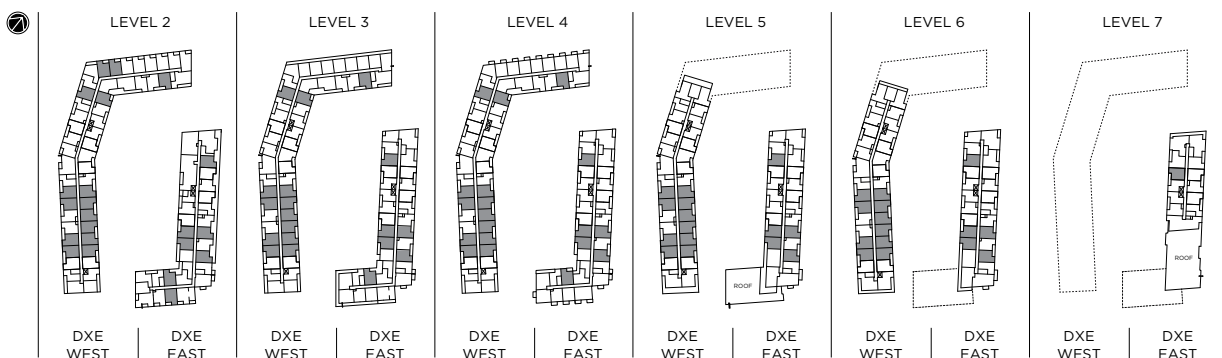 LEVEL 2
LEVEL 3
LEVEL 4
LEVEL 5
LEVEL 6
LEVEL 7
ROOF
ROOF
DXE WEST
DXE EAST
DXE WEST
DXE EAST
DXE WEST
DXE EAST
DXE WEST
DXE EAST
DXE WEST
DXE EAST
DXE WEST
DXE EAST